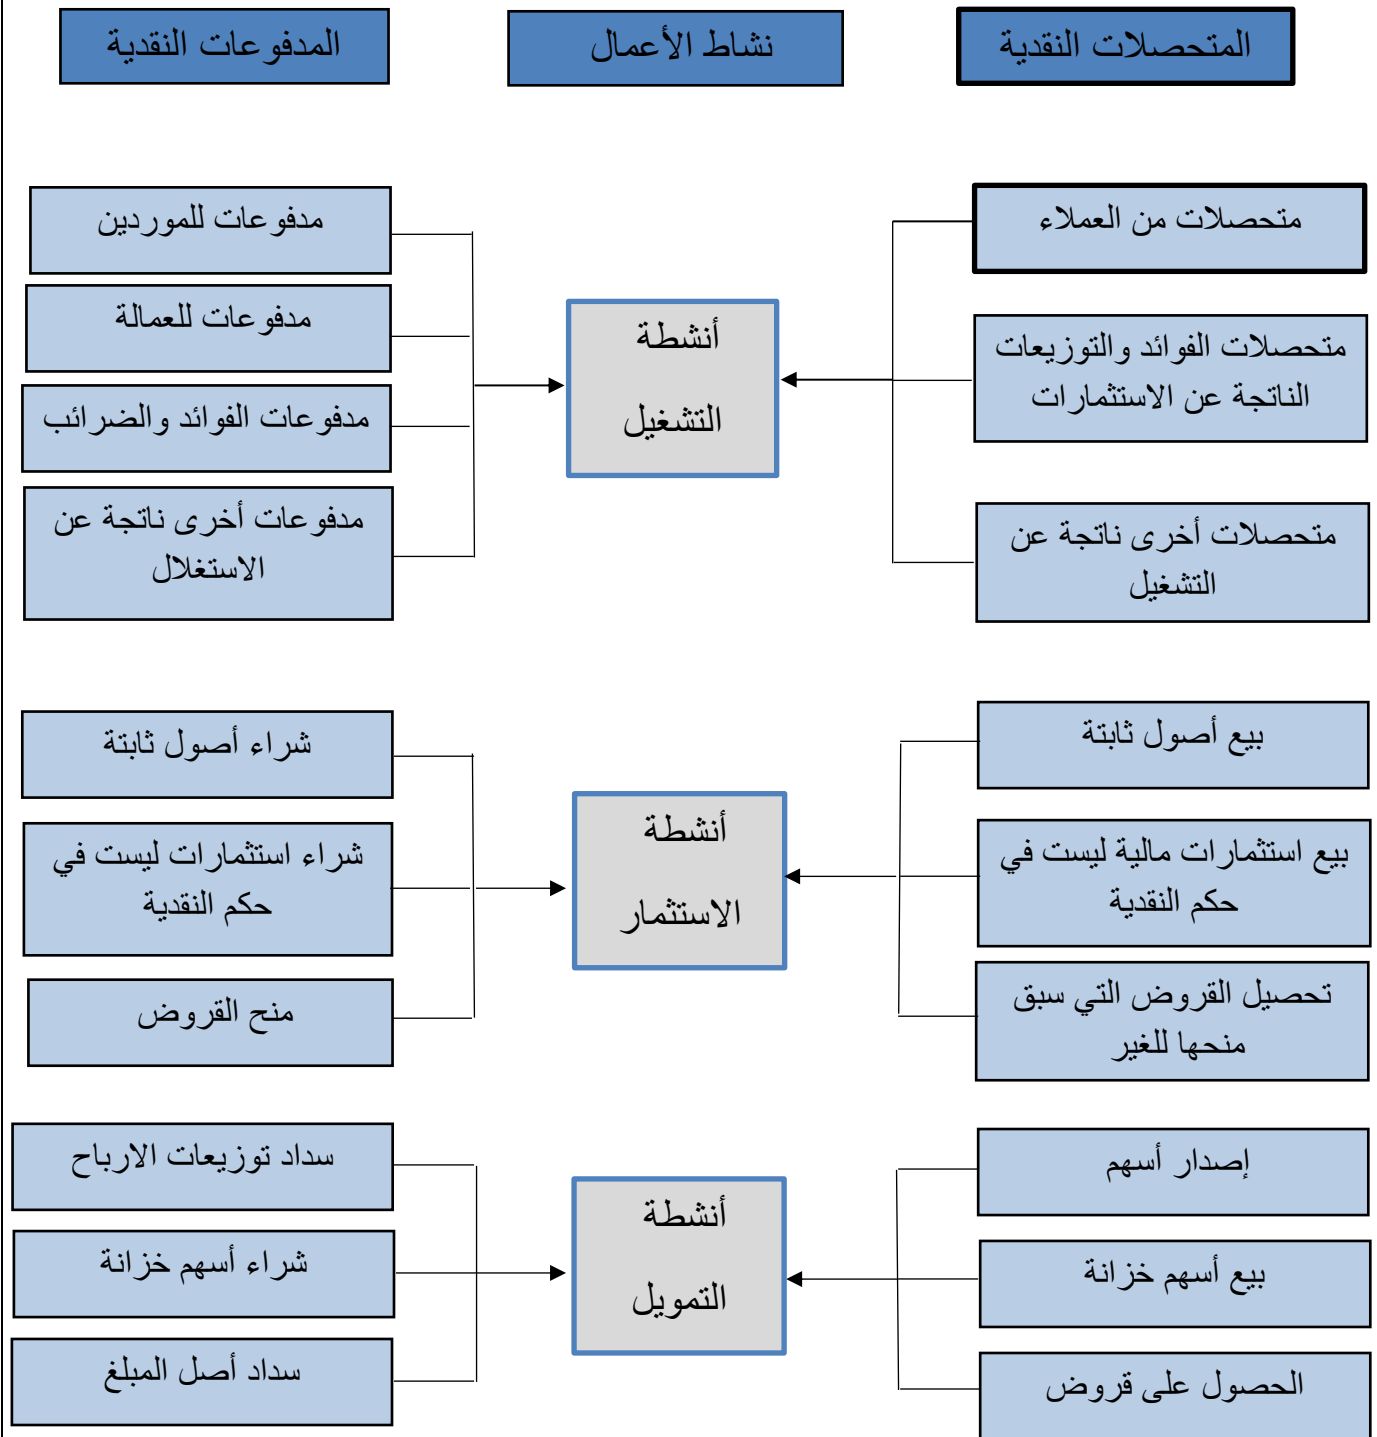 المتحصلات النقدية
نشاط الأعمال
المدفوعات النقدية
متحصلات من العملاء
متحصلات الفوائد والتوزيعات
الناتجة عن الاستثمارات
متحصلات أخرى ناتجة عن
التشغيل
أنشطة
التشغيل
مدفوعات للموردين
مدفوعات للعمالة
مدفوعات الفوائد والضرائب
مدفوعات أخرى ناتجة عن
الاستغلال
بيع أصول ثابتة
بيع استثمارات مالية ليست في
حكم النقدية
تحصيل القروض التي سبق
منحها للغير
أنشطة
الاستثمار
شراء أصول ثابتة
شراء استثمارات ليست في
حكم النقدية
منح القروض
إصدار أسهم
بيع أسهم خزانة
الحصول على قروض
أنشطة
التمويل
سداد توزيعات الارباح
شراء أسهم خزانة
سداد أصل المبلغ